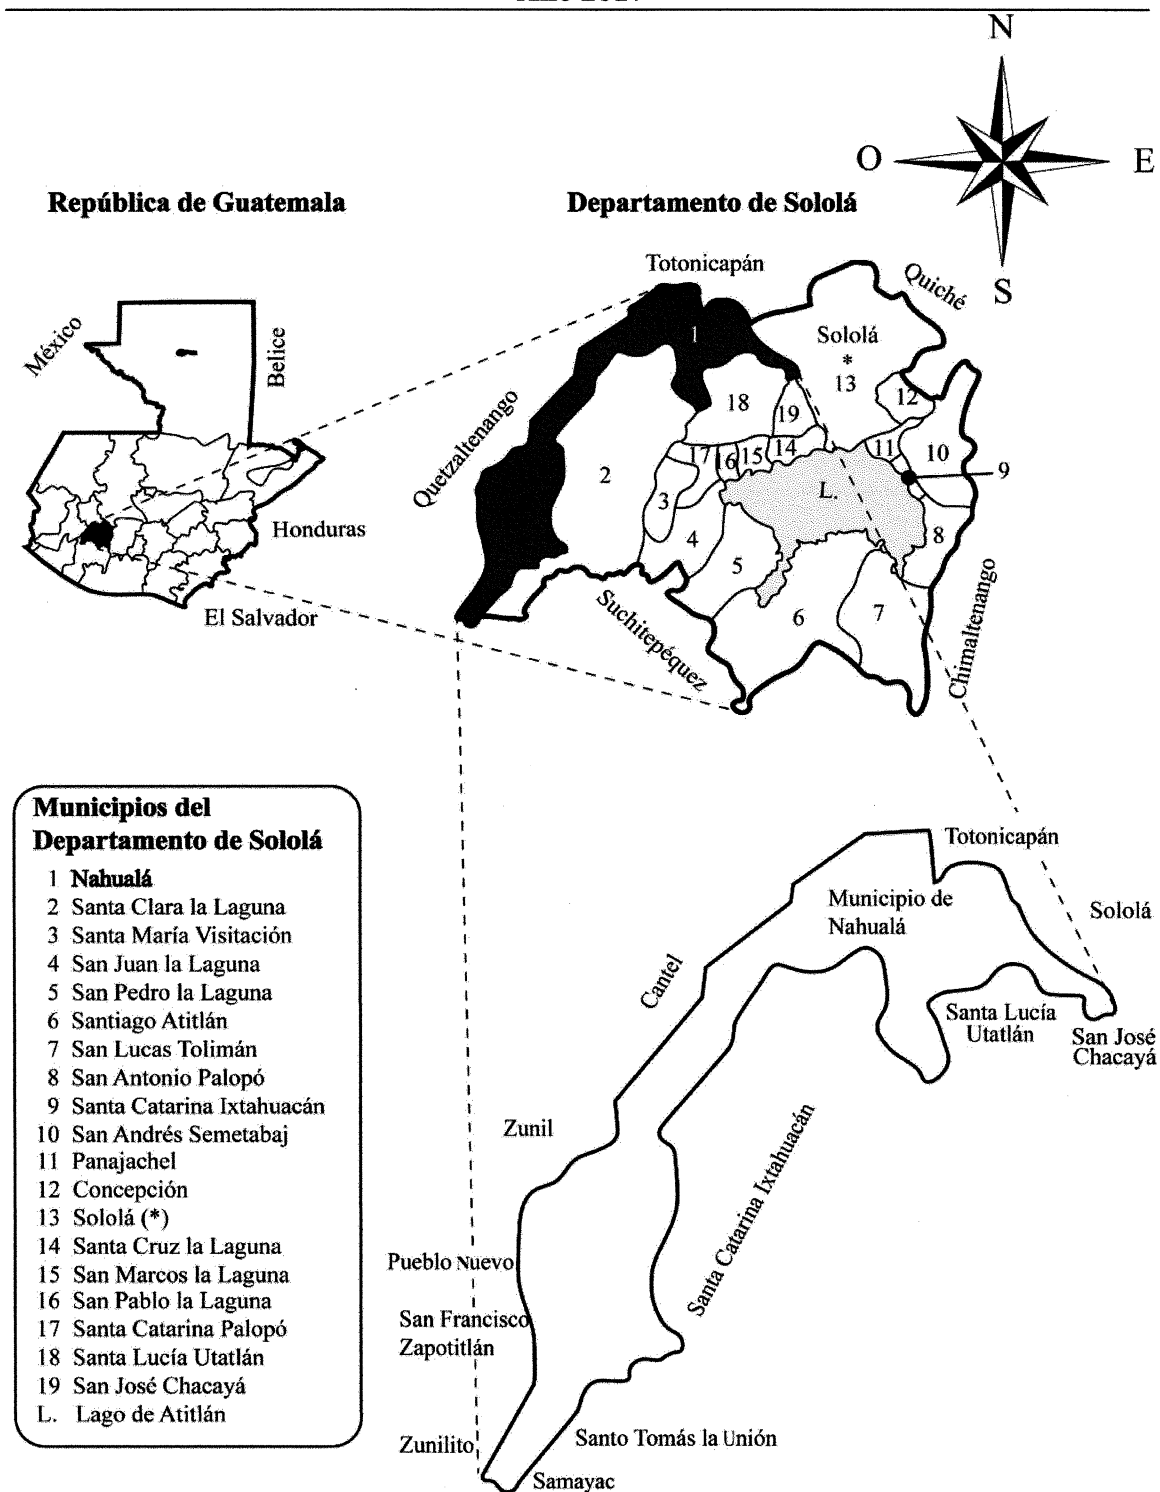 N
O
E
S
República de Guatemala
Departamento de Sololá
México
Belice
Honduras
El Salvador
Totonicapán
Quiché
Quetzaltenango
Suchitepéquez
Chimaltenango
Sololá
*
13
1
18
19
12
17
16
15
14
11
10
9
2
3
4
L.
5
8
6
7
Municipios del
Departamento de Sololá
1 Nahualá
2 Santa Clara la Laguna
3 Santa María Visitación
4 San Juan la Laguna
5 San Pedro la Laguna
6 Santiago Atitlán
7 San Lucas Tolimán
8 San Antonio Palopó
9 Santa Catarina Ixtahuacán
10 San Andrés Semetabaj
11 Panajachel
12 Concepción
13 Sololá (*)
14 Santa Cruz la Laguna
15 San Marcos la Laguna
16 San Pablo la Laguna
17 Santa Catarina Palopó
18 Santa Lucía Utatlán
19 San José Chacayá
L. Lago de Atitlán
Totonicapán
Municipio de
Nahualá
Sololá
Cantel
Santa Lucía
Utatlán
San José
Chacayá
Zunil
Santa Catarina Ixtahuacán
Pueblo Nuevo
San Francisco
Zapotitlán
Zunilito
Santo Tomás la Unión
Samayac